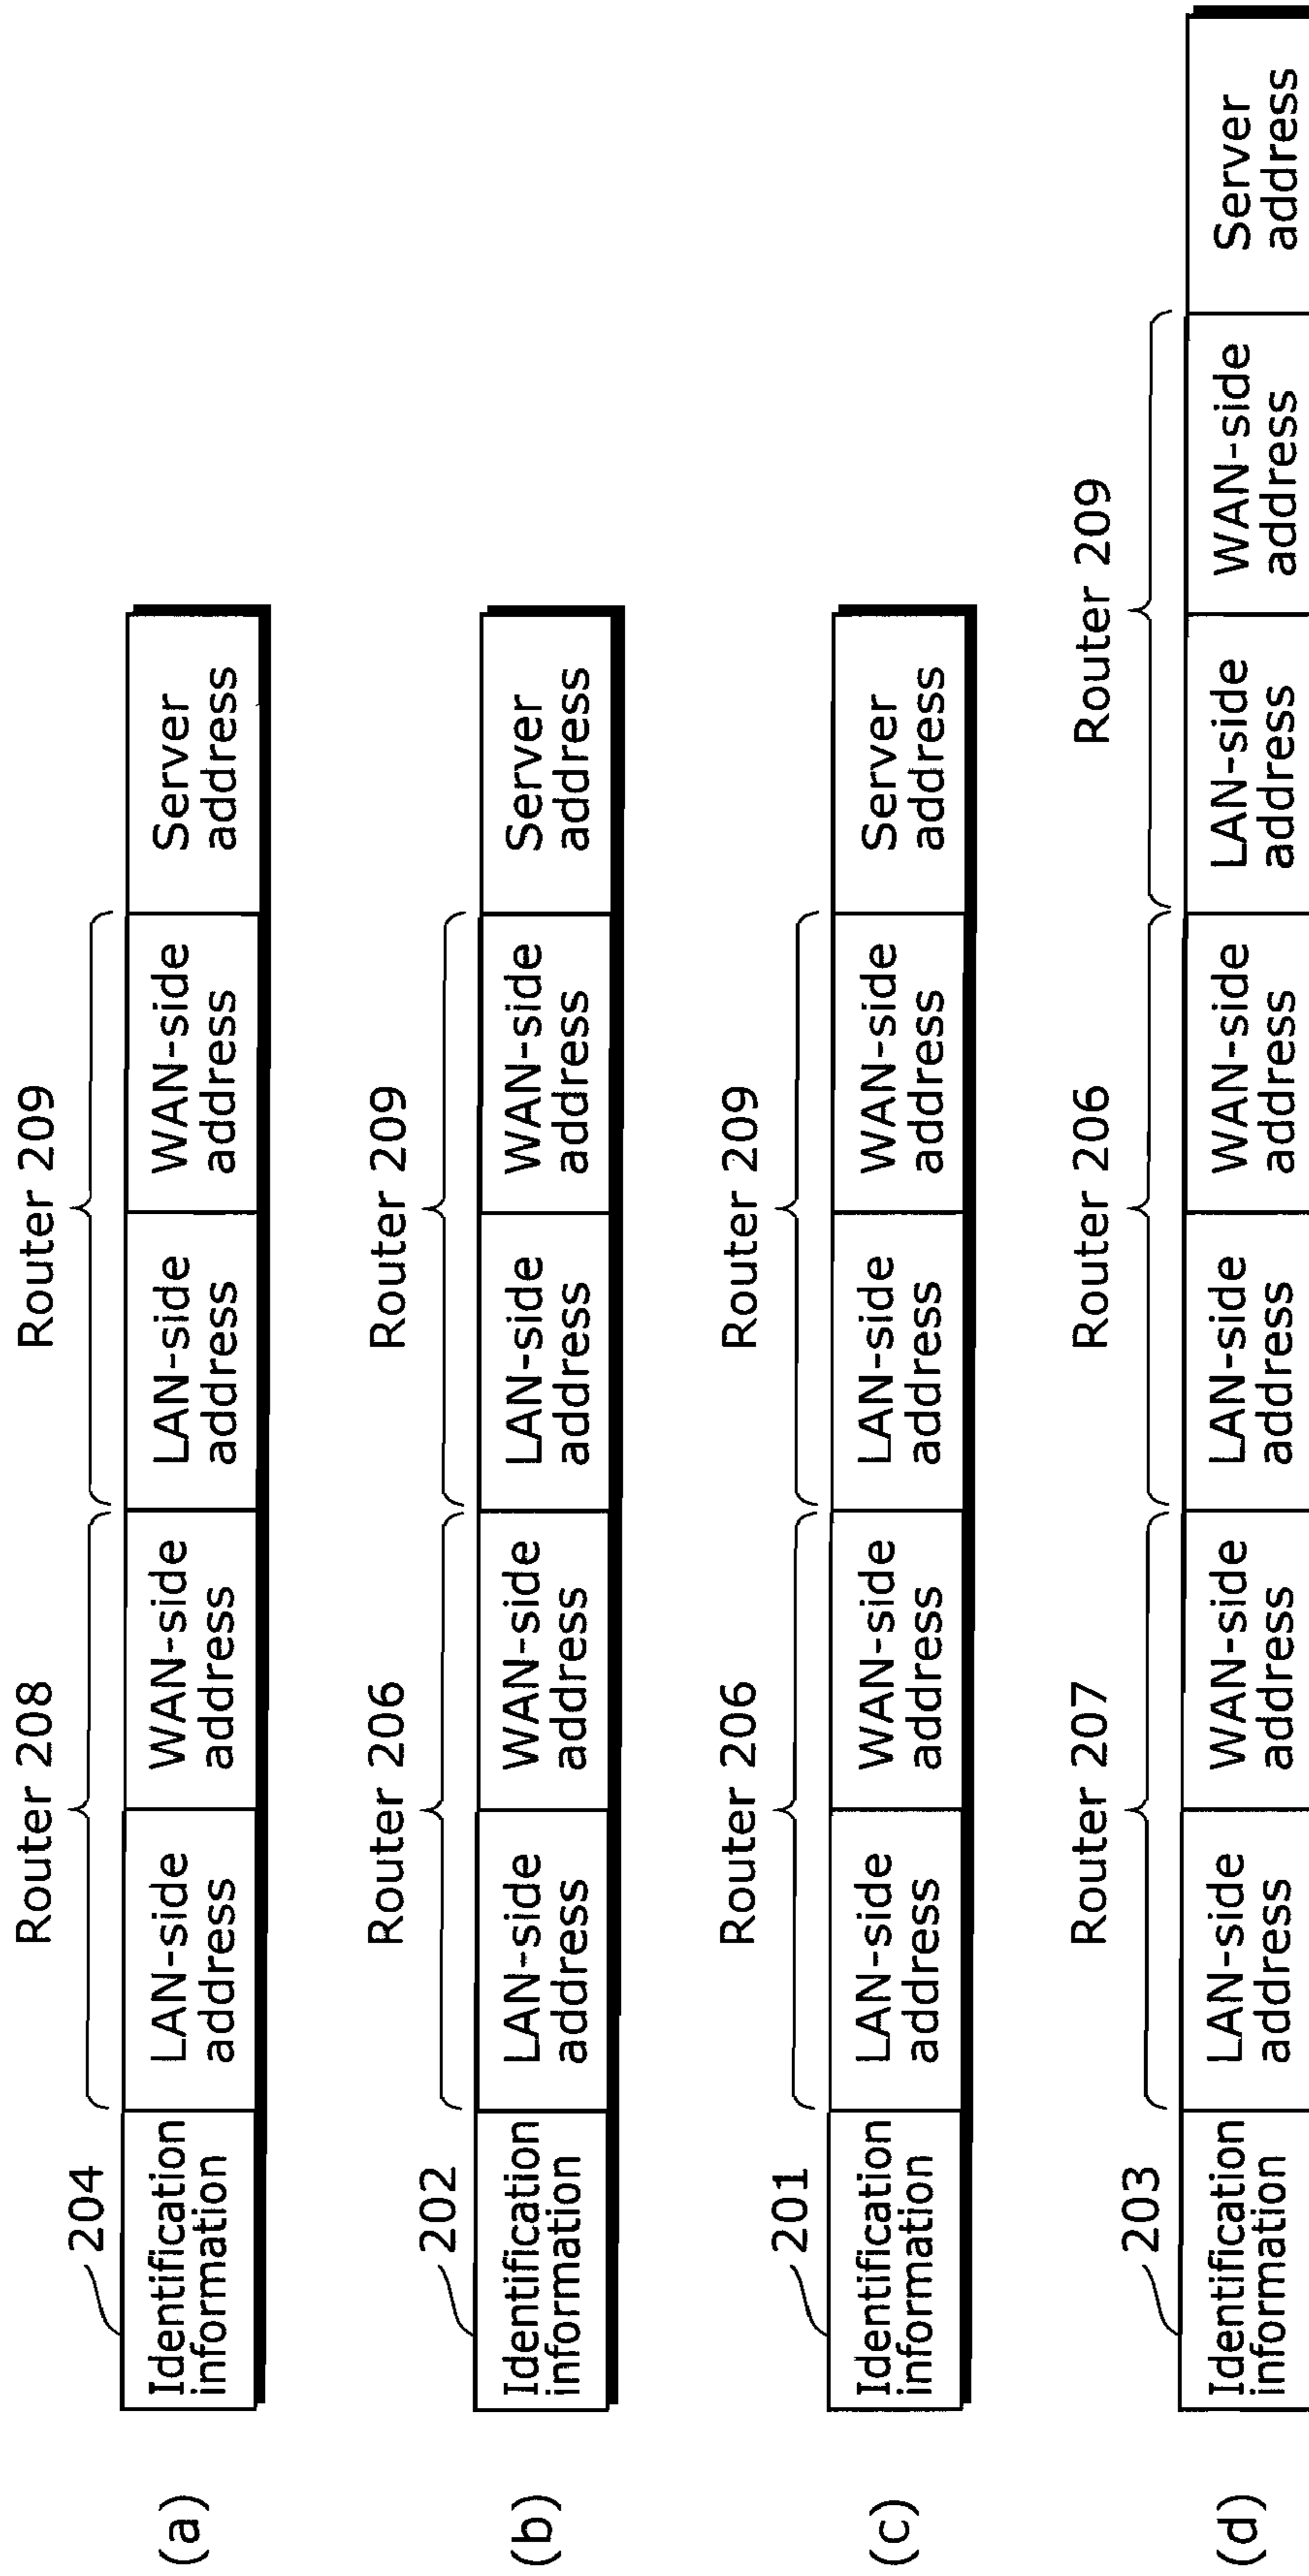 Router 208
Router 209
204
(a)
Identification
information
LAN-side
address
WAN-side
address
LAN-side
address
WAN-side
address
Server
address
Router 206
Router 209
202
(b)
Identification
information
LAN-side
address
WAN-side
address
LAN-side
address
WAN-side
address
Server
address
Router 206
Router 209
201
(c)
Identification
information
LAN-side
address
WAN-side
address
LAN-side
address
WAN-side
address
Server
address
Router 207
Router 206
Router 209
203
(d)
Identification
information
LAN-side
address
WAN-side
address
LAN-side
address
WAN-side
address
LAN-side
address
WAN-side
address
Server
address